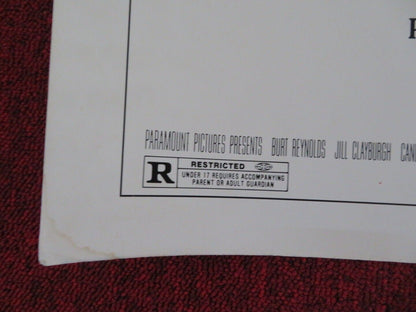 PARAMOUNT PICTURES PRESENTS BURT REYNOLDS JILL CLAYBURGH
R RESTRICTED
UNDER 17 REQUIRES ACCOMPANYING
PARENT OR ADULT GUARDIAN